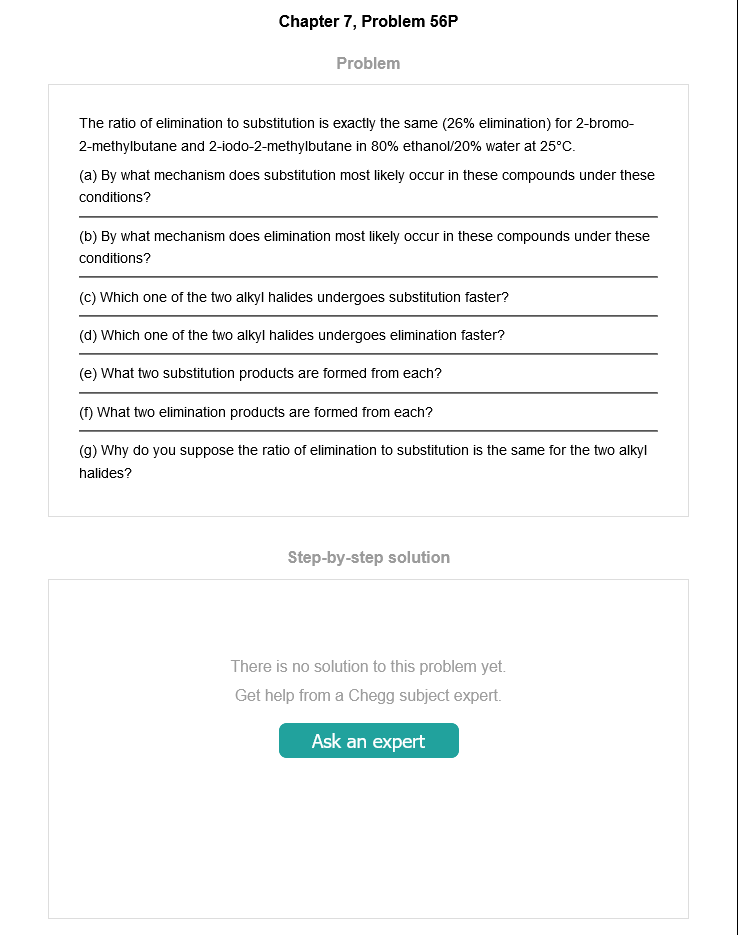 Chapter 7, Problem 56P
Problem
The ratio of elimination to substitution is exactly the same (26% elimination) for 2-bromo-
2-methylbutane and 2-iodo-2-methylbutane in 80% ethanol/20% water at 25°C.
(a) By what mechanism does substitution most likely occur in these compounds under these
conditions?
(b) By what mechanism does elimination most likely occur in these compounds under these
conditions?
(c) Which one of the two alkyl halides undergoes substitution faster?
(d) Which one of the two alkyl halides undergoes elimination faster?
(e) What two substitution products are formed from each?
(f) What two elimination products are formed from each?
(g) Why do you suppose the ratio of elimination to substitution is the same for the two alkyl
halides?
Step-by-step solution
There is no solution to this problem yet.
Get help from a Chegg subject expert.
Ask an expert